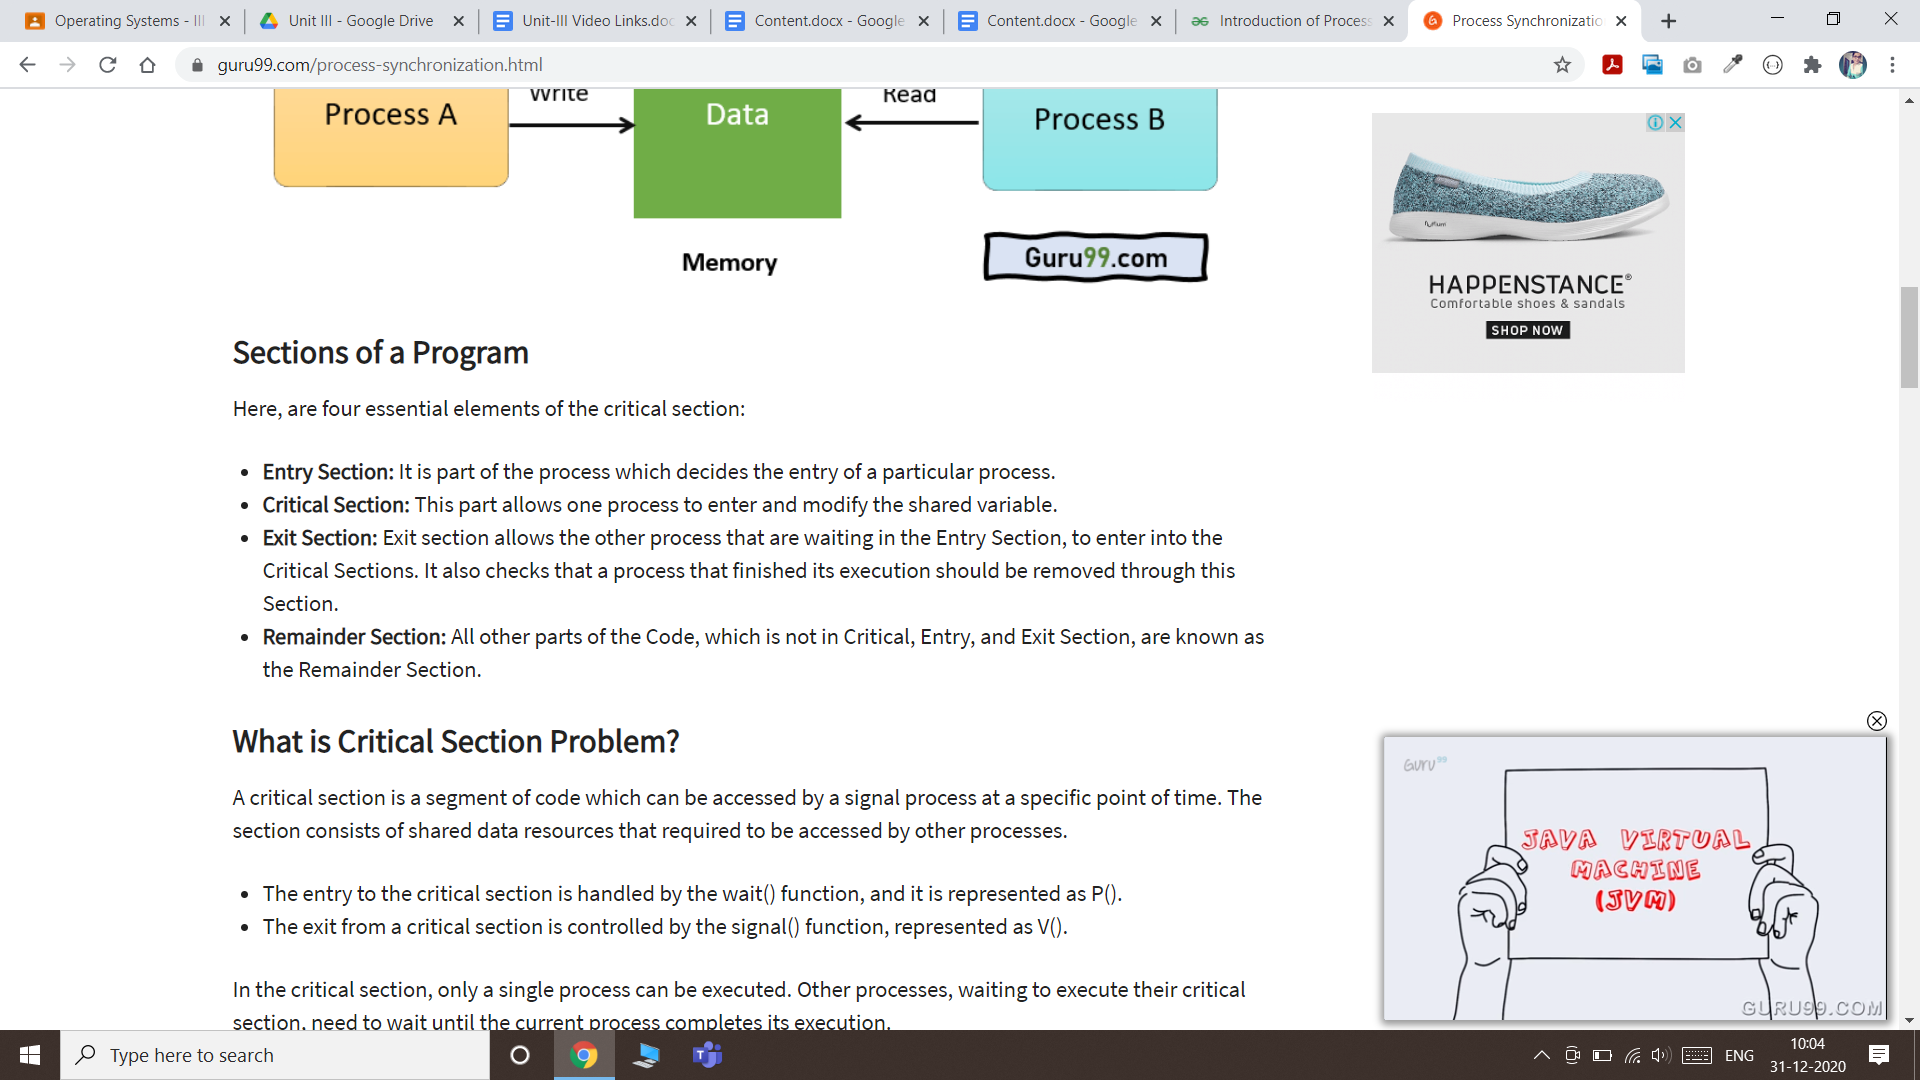 Operating Systems - III
Unit III - Google Drive
Unit-III Video Links.doc
Content.docx - Google
Content.docx - Google
Introduction of Process
Process Synchronizatio
guru99.com/process-synchronization.html
Process A
Write
Data
Read
Process B
Memory
Guru99.com
HAPPENSTANCE®
Comfortable shoes & sandals
SHOP NOW
Sections of a Program
Here, are four essential elements of the critical section:
• Entry Section: It is part of the process which decides the entry of a particular process.
• Critical Section: This part allows one process to enter and modify the shared variable.
• Exit Section: Exit section allows the other process that are waiting in the Entry Section, to enter into the
Critical Sections. It also checks that a process that finished its execution should be removed through this
Section.
• Remainder Section: All other parts of the Code, which is not in Critical, Entry, and Exit Section, are known as
the Remainder Section.
What is Critical Section Problem?
A critical section is a segment of code which can be accessed by a signal process at a specific point of time. The
section consists of shared data resources that required to be accessed by other processes.
• The entry to the critical section is handled by the wait() function, and it is represented as P().
• The exit from a critical section is controlled by the signal() function, represented as V().
In the critical section, only a single process can be executed. Other processes, waiting to execute their critical
section, need to wait until the current process completes its execution.
Guru99
JAVA VIRTUAL
MACHINE
(JVM)
GURU99.COM
Type here to search
ENG
10:04
31-12-2020